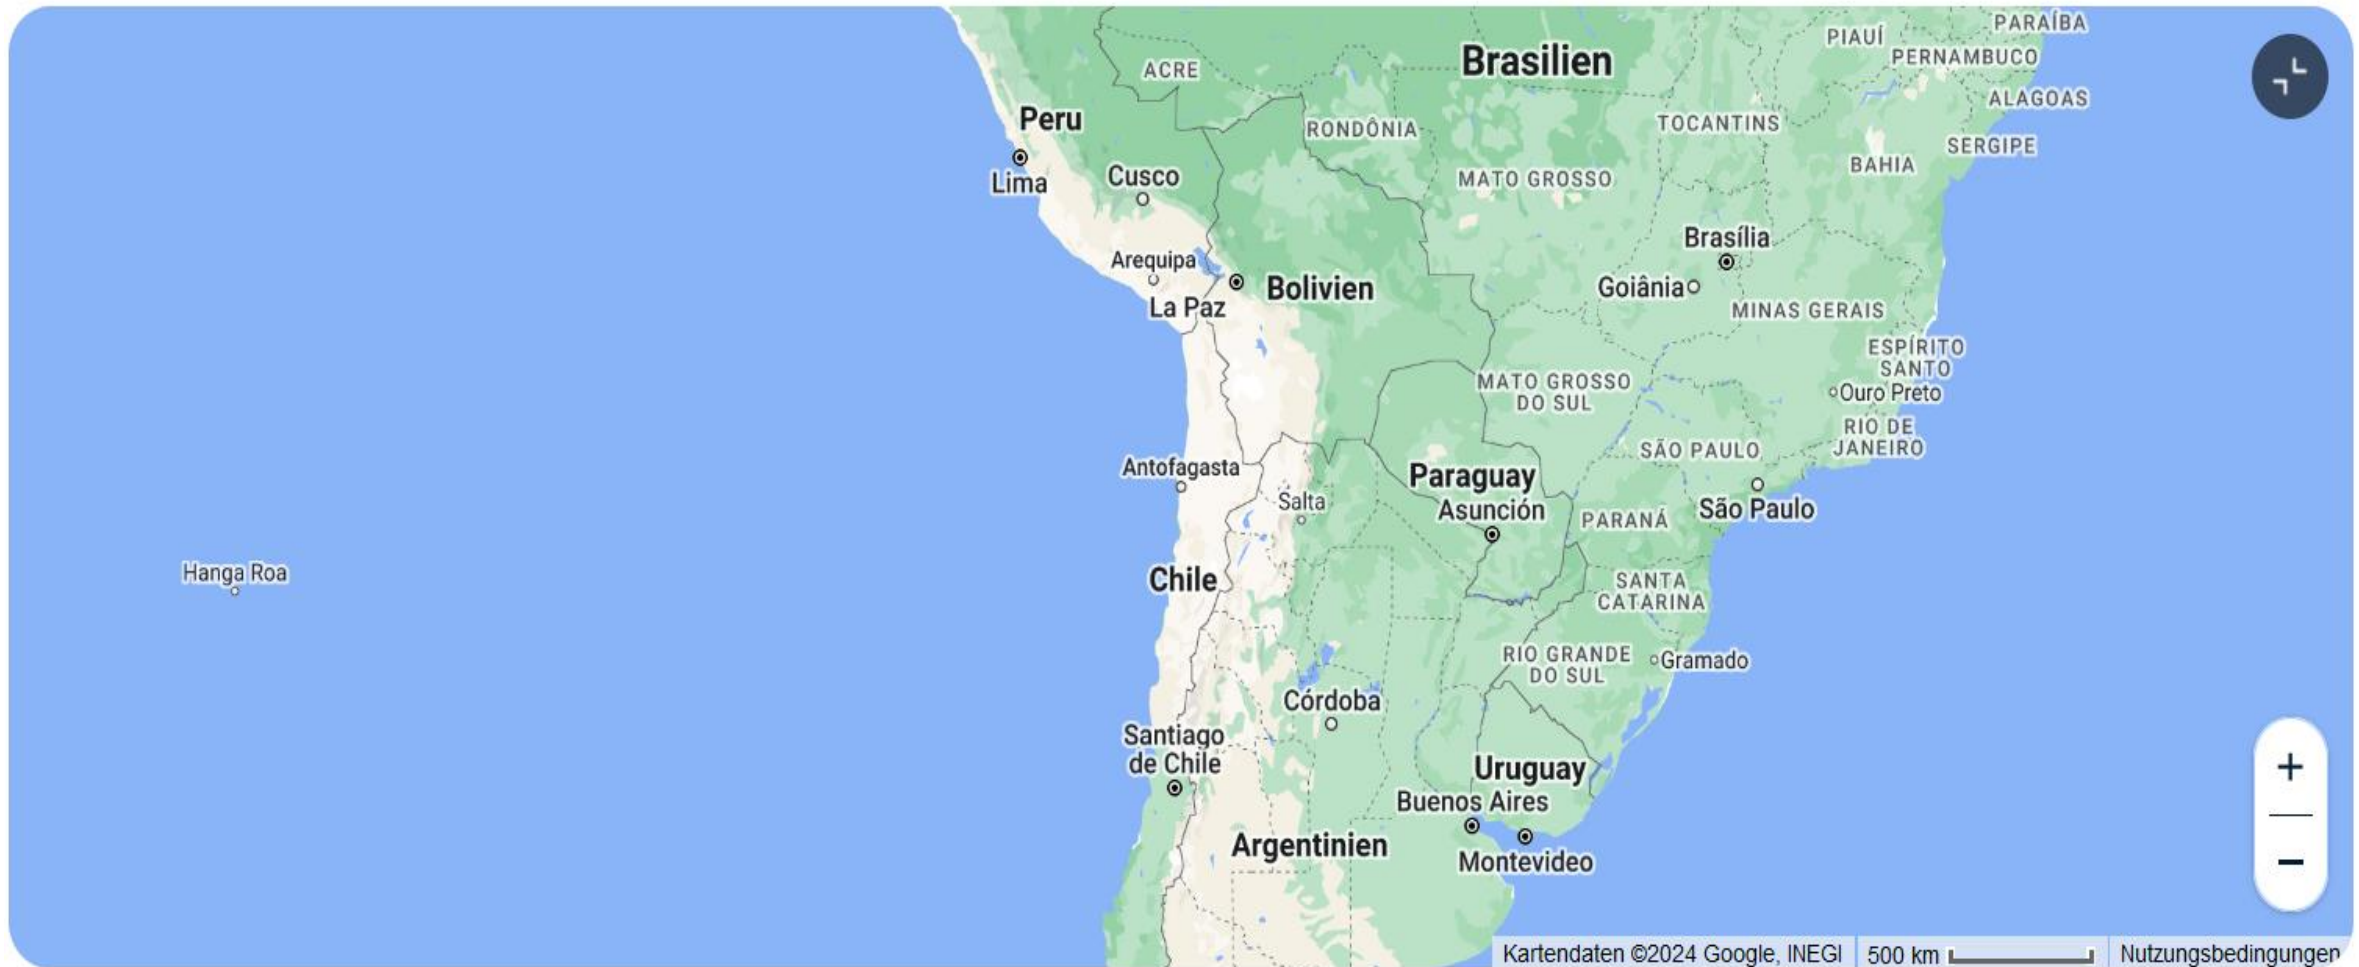 PARAÍBA
PIAUÍ
PERNAMBUCO
Brasilien
ACRE
ALAGOAS
Peru
RONDÔNIA
TOCANTINS
SERGIPE
BAHIA
Lima
Cusco
MATO GROSSO
Brasília
Arequipa
Goiânia
Bolivien
La Paz
MINAS GERAIS
ESPÍRITO
SANTO
MATO GROSSO
DO SUL
Ouro Preto
RIO DE
JANEIRO
SÃO PAULO
Antofagasta
Paraguay
Salta
Asunción
São Paulo
PARANÁ
Hanga Roa
Chile
SANTA
CATARINA
RIO GRANDE
DO SUL
Gramado
Córdoba
Santiago
de Chile
Uruguay
Buenos Aires
Argentinien
Montevideo
+
−
Kartendaten ©2024 Google, INEGI
500 km
Nutzungsbedingungen